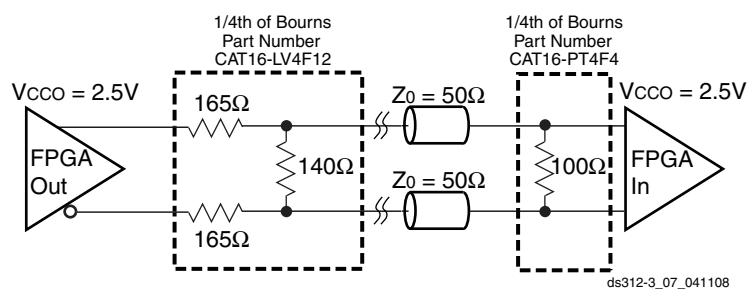 1/4th of Bourns
Part Number
CAT16-LV4F12
1/4th of Bourns
Part Number
CAT16-PT4F4
VCCO = 2.5V
165Ω
Z0 = 50Ω
VCCO = 2.5V
FPGA
Out
140Ω
100Ω
FPGA
In
165Ω
Z0 = 50Ω
ds312-3_07_041108